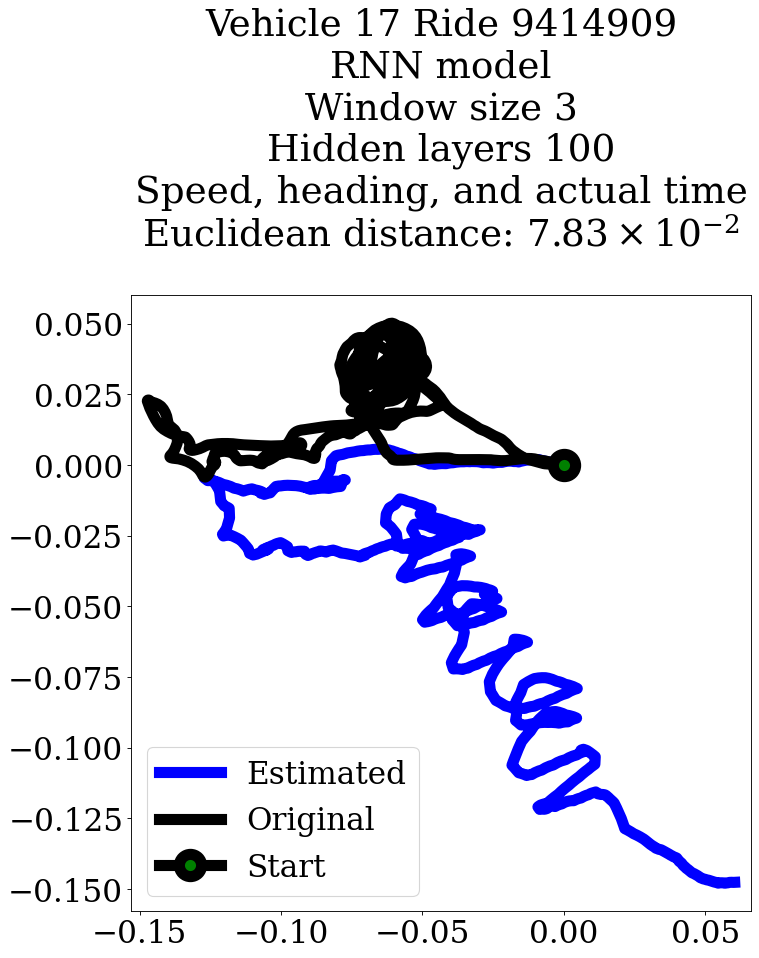 Vehicle 17 Ride 9414909
RNN model
Window size 3
Hidden layers 100
Speed, heading, and actual time
Euclidean distance: 7.83 × 10⁻²
0.050
0.025
0.000
−0.025
−0.050
−0.075
−0.100
−0.125
−0.150
Estimated
Original
Start
−0.15 −0.10 −0.05 0.00 0.05